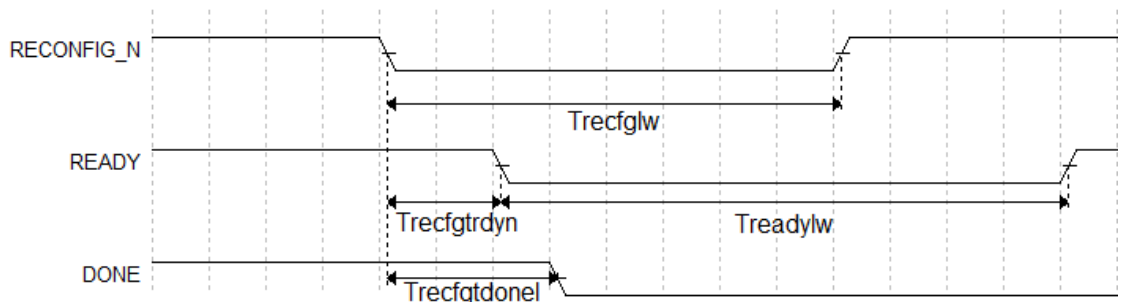 RECONFIG_N
Trecfglw
READY
Trecfgtrdyn Treadylw
DONE
Trecfgtdonel